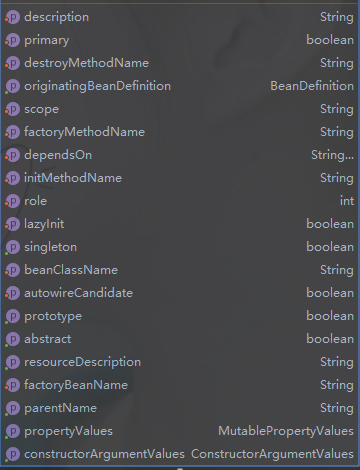 description String
primary boolean
destroyMethodName String
originatingBeanDefinition BeanDefinition
scope String
factoryMethodName String
dependsOn String...
initMethodName String
role int
lazyInit boolean
singleton boolean
beanClassName String
autowireCandidate boolean
prototype boolean
abstract boolean
resourceDescription String
factoryBeanName String
parentName String
propertyValues MutablePropertyValues
constructorArgumentValues ConstructorArgumentValues